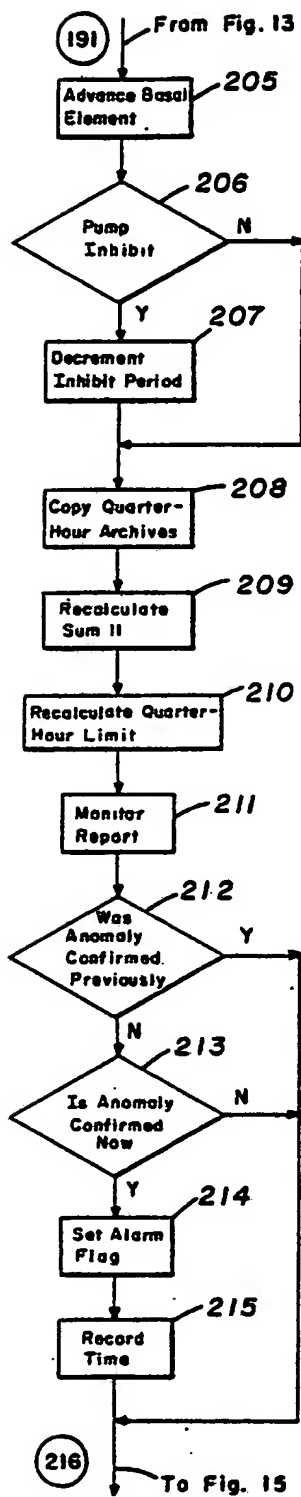 191
From Fig. 13
205
Advance Basal
Element
206
Pump
Inhibit
N
Y
207
Decrement
Inhibit Period
208
Copy Quarter-
Hour Archives
209
Recalculate
Sum II
210
Recalculate Quarter-
Hour Limit
211
Monitor
Report
212
Was
Anomaly
Confirmed.
Previously
Y
N
213
Is Anomaly
Confirmed
Now
N
Y
214
Set Alarm
Flag
215
Record
Time
216
To Fig. 15